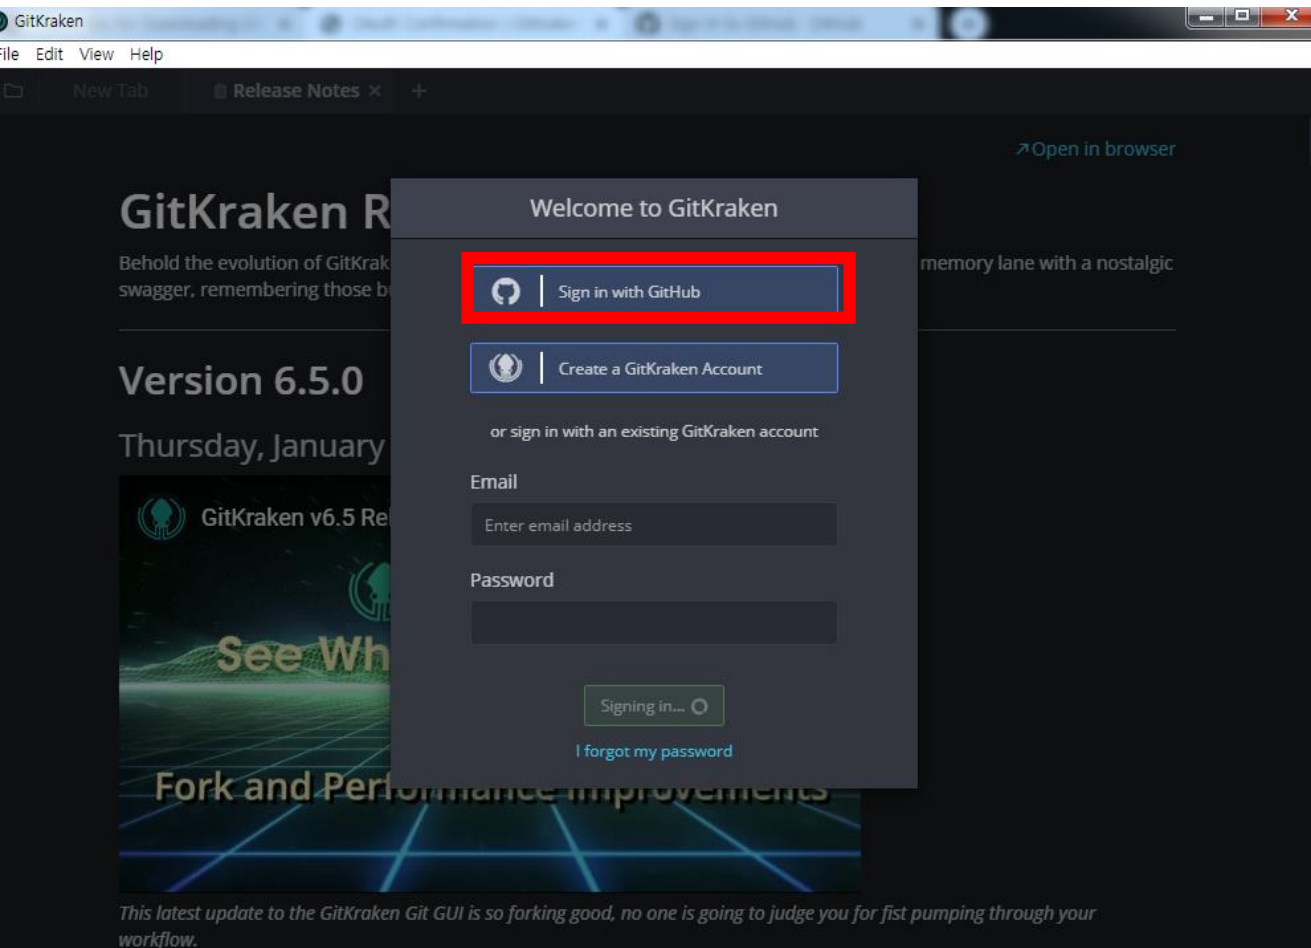 GitKraken
File Edit View Help
New Tab Release Notes × +
Open in browser
GitKraken R
Welcome to GitKraken
Behold the evolution of GitKrak
memory lane with a nostalgic
swagger, remembering those b
Sign in with GitHub
Version 6.5.0
Create a GitKraken Account
or sign in with an existing GitKraken account
Thursday, January
Email
GitKraken v6.5 Rel
Enter email address
Password
See Wh
Signing in...
I forgot my password
Fork and Performance Improvements
This latest update to the GitKraken Git GUI is so forking good, no one is going to judge you for fist pumping through your
workflow.